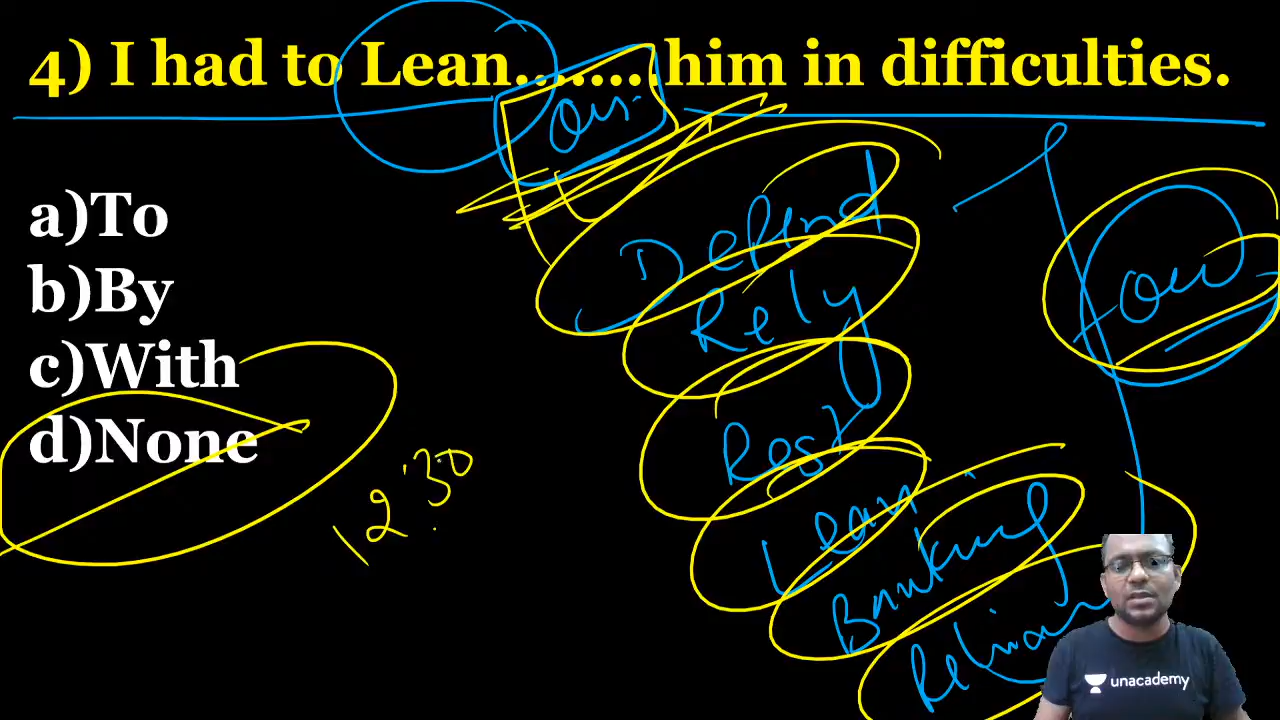 4) I had to Lean.......him in difficulties.
on
a)To
b)By
c)With
d)None
12:30
Depend
Rely
Rest
Lean
Banking
on
unacademy